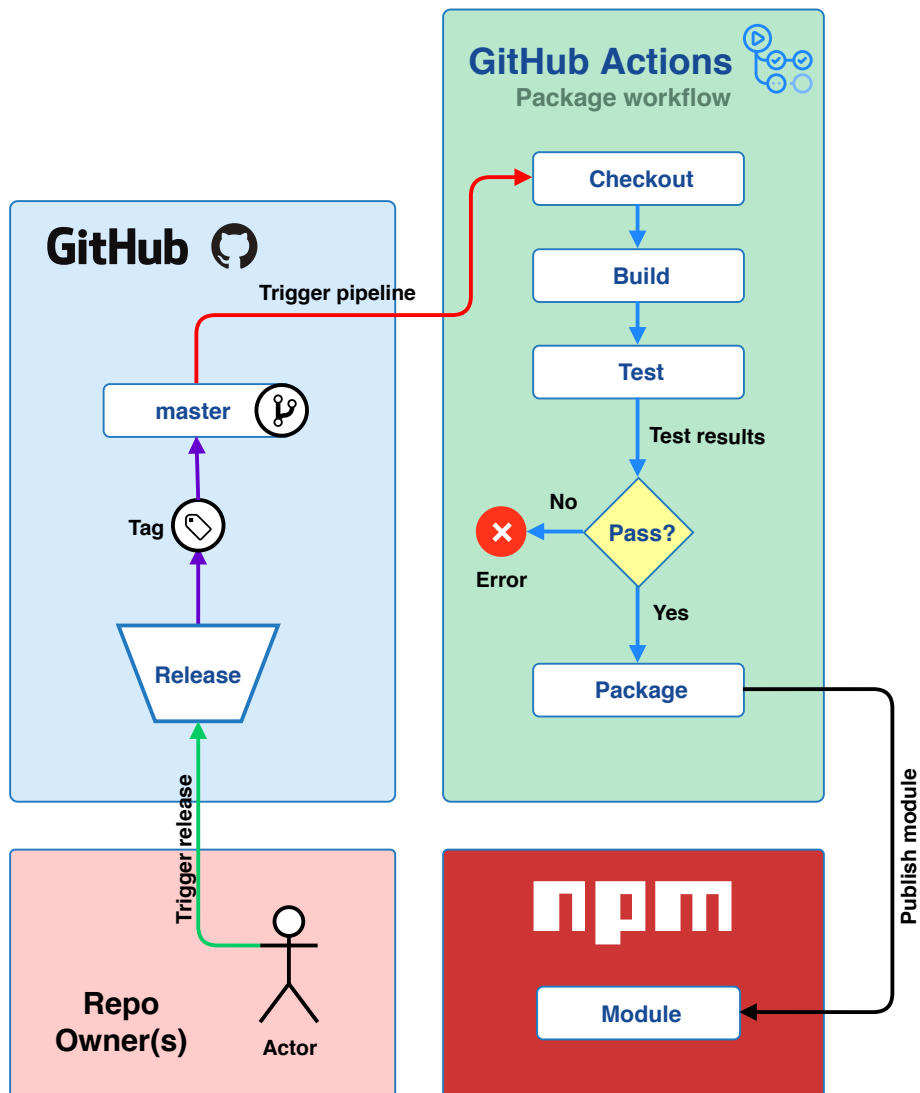 GitHub Actions
Package workflow
Checkout
Build
Test
Test results
No
Pass?
Error
Yes
Package
GitHub
Trigger pipeline
master
Tag
Release
Trigger release
Repo
Owner(s)
Actor
Publish module
npm
Module